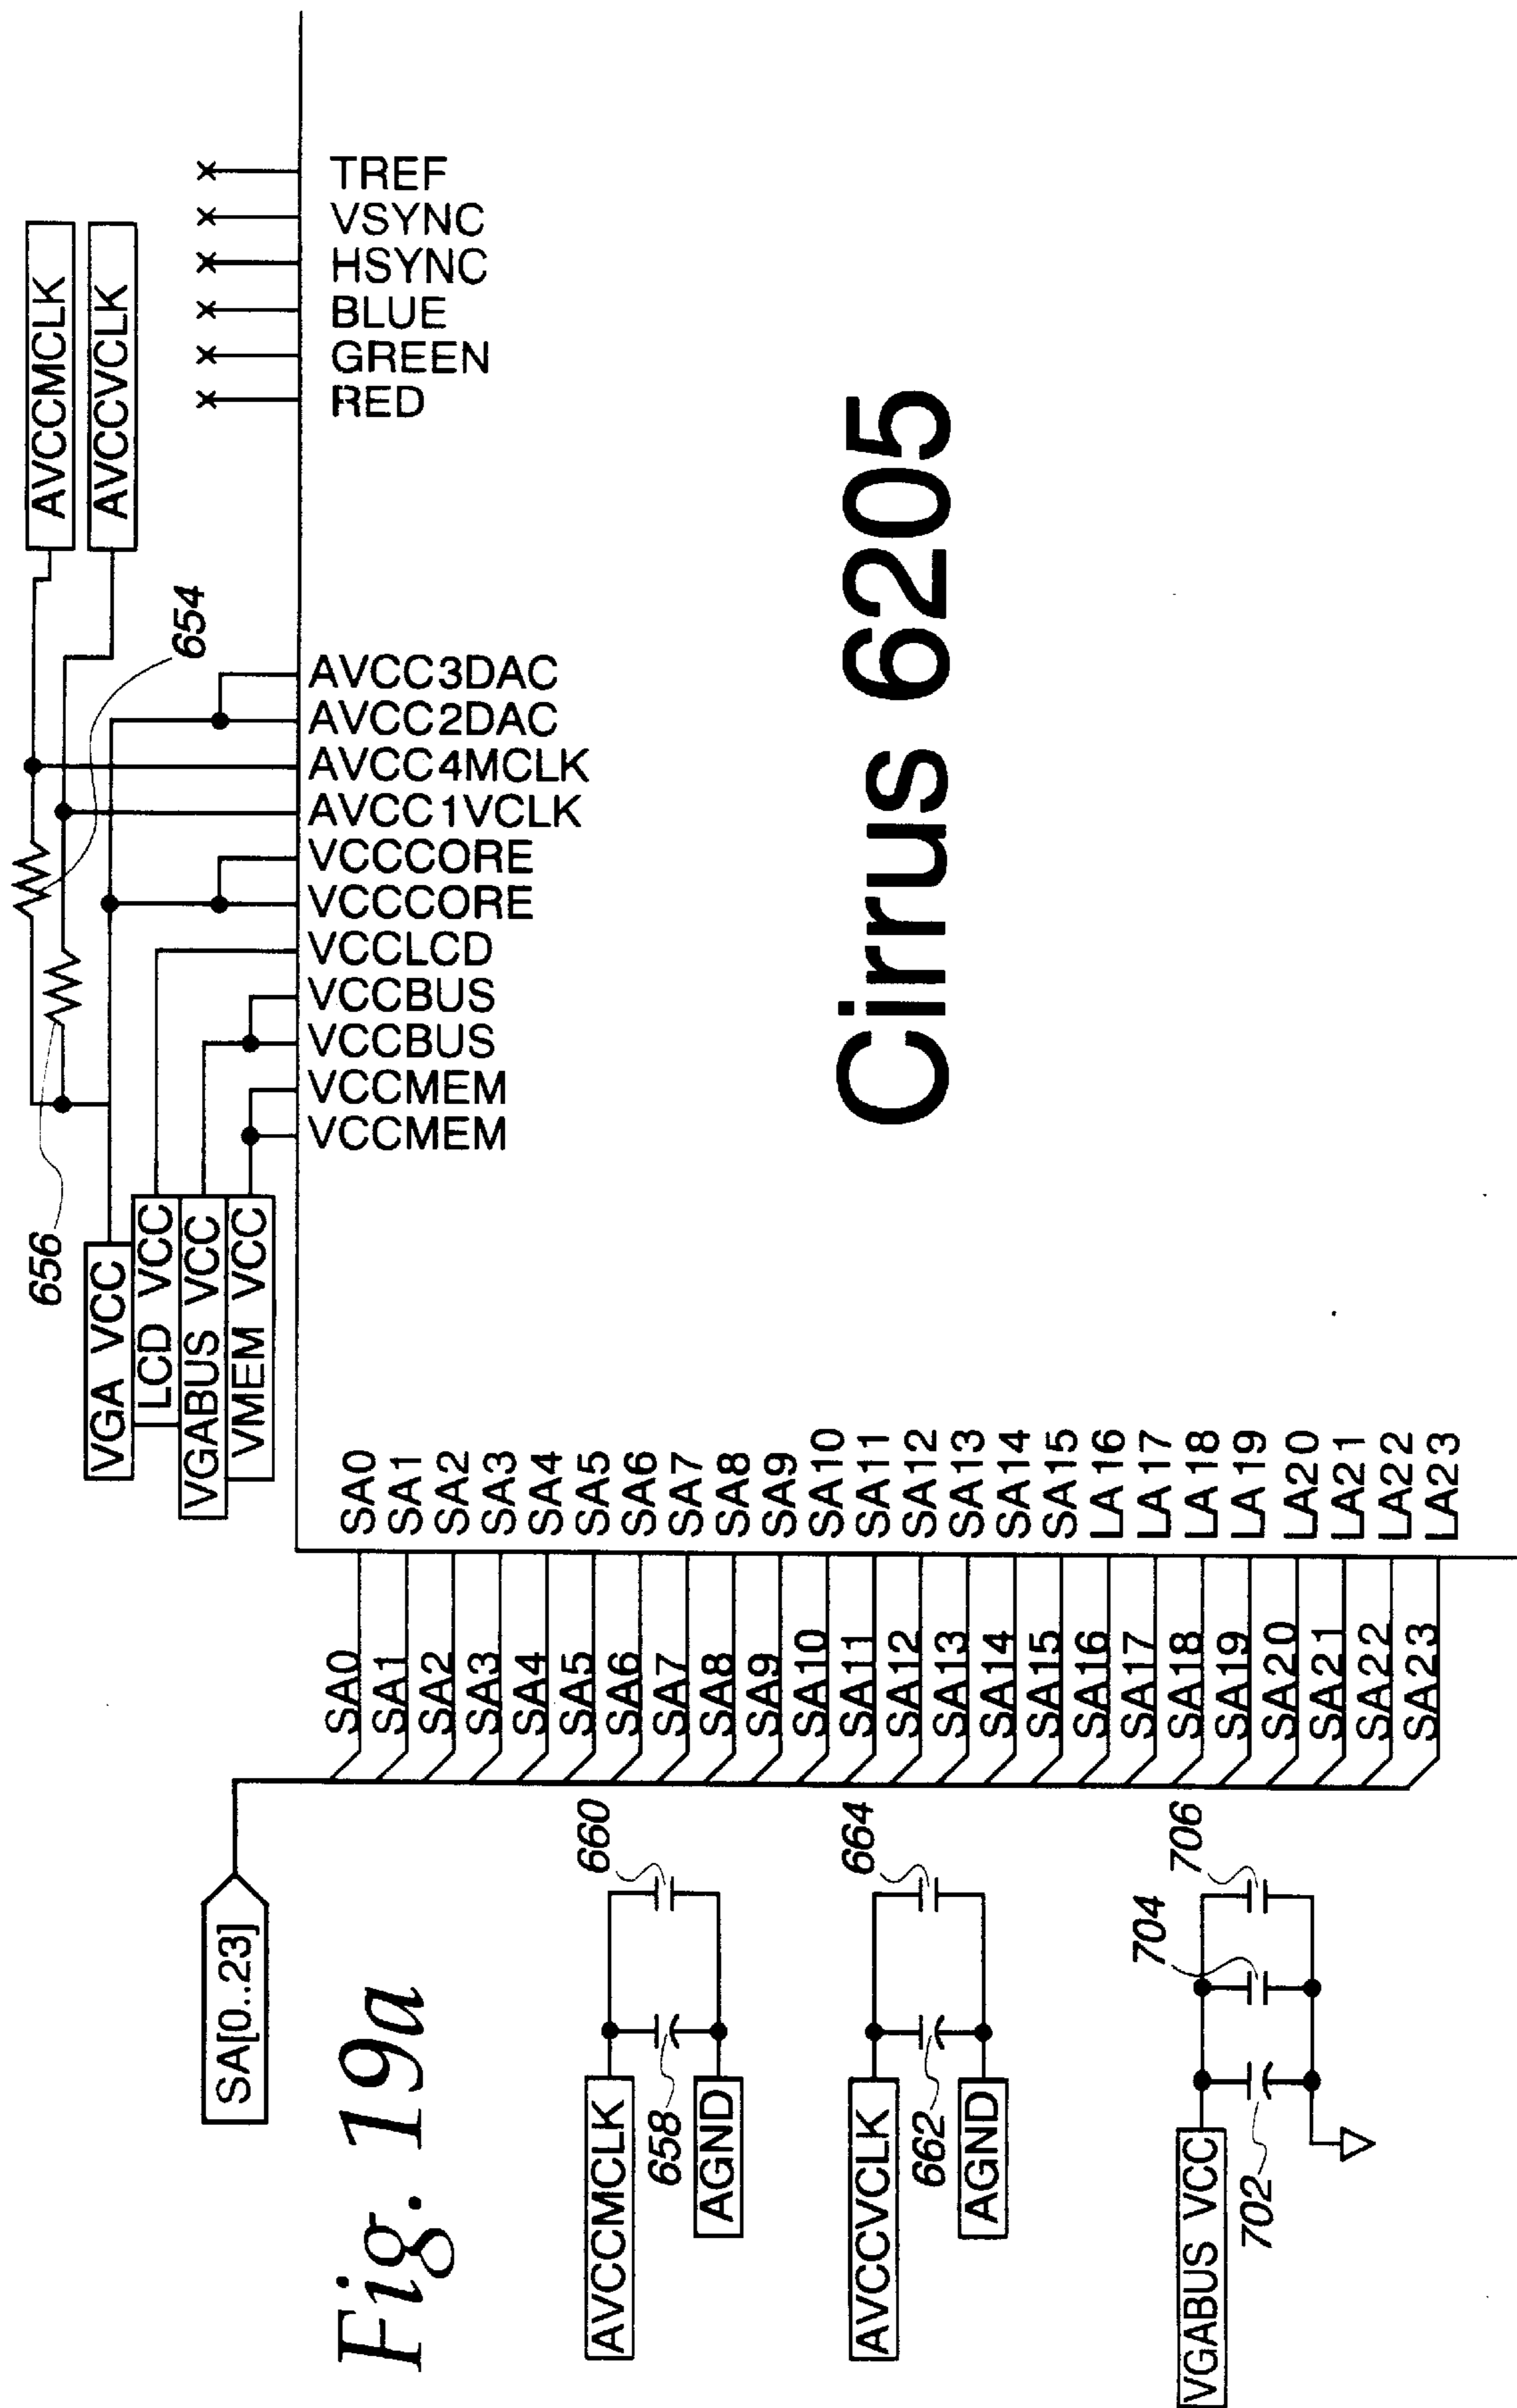 Fig. 19a
SA[0..23]
AVCCMCLK
AVCCVCLK
654
656
VGA VCC
LCD VCC
VGABUS VCC
VMEM VCC
VCCMEM
VCCMEM
VCCBUS
VCCBUS
VCCLCD
VCCCORE
VCCCORE
AVCC1VCLK
AVCC4MCLK
AVCC2DAC
AVCC3DAC
RED
GREEN
BLUE
HSYNC
VSYNC
TREF
SA0 SA0
SA1 SA1
SA2 SA2
SA3 SA3
SA4 SA4
SA5 SA5
SA6 SA6
SA7 SA7
SA8 SA8
SA9 SA9
SA10 SA10
SA11 SA11
SA12 SA12
SA13 SA13
SA14 SA14
SA15 SA15
SA16 LA16
SA17 LA17
SA18 LA18
SA19 LA19
SA20 LA20
SA21 LA21
SA22 LA22
SA23 LA23
Cirrus 6205
AVCCMCLK
658
660
AGND
AVCCVCLK
662
664
AGND
VGABUS VCC
702
704
706